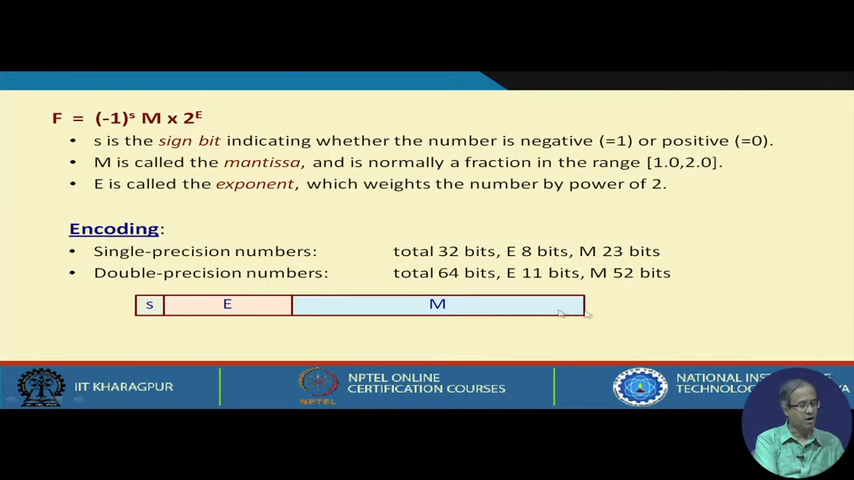 F = (-1)ˢ M x 2ᴱ
• s is the sign bit indicating whether the number is negative (=1) or positive (=0).
• M is called the mantissa, and is normally a fraction in the range [1.0,2.0].
• E is called the exponent, which weights the number by power of 2.
Encoding:
• Single-precision numbers: total 32 bits, E 8 bits, M 23 bits
• Double-precision numbers: total 64 bits, E 11 bits, M 52 bits
s E M
IIT KHARAGPUR
NPTEL
NPTEL ONLINE
CERTIFICATION COURSES
NATIONAL
TECHNOLOG